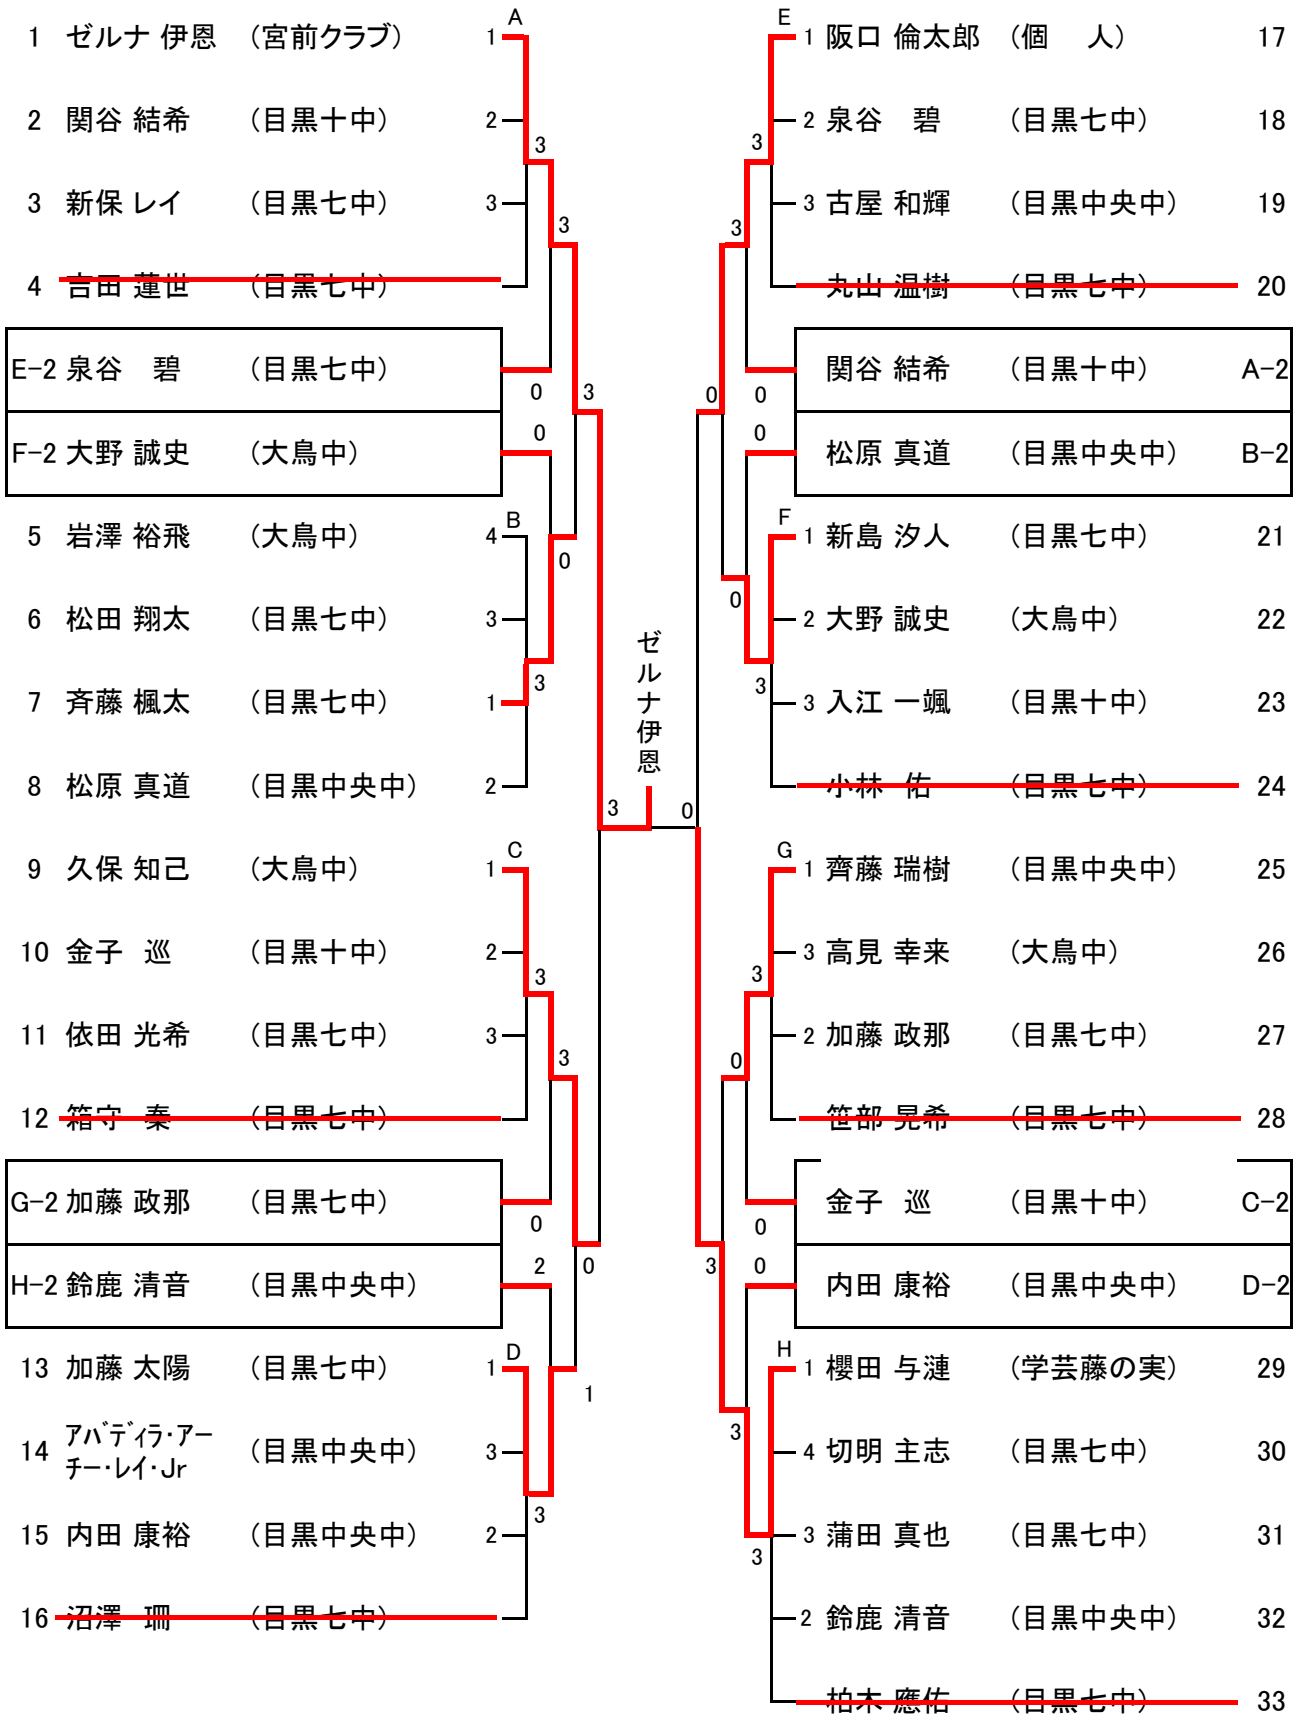 A
1 ゼルナ 伊恩 (宮前クラブ) 1
2 関谷 結希 (目黒十中) 2
3
3 新保 レイ (目黒七中) 3
3
4 吉田 蓮世 (目黒七中)
E-2 泉谷 碧 (目黒七中)
0
3
0
F-2 大野 誠史 (大鳥中)
B
5 岩澤 裕飛 (大鳥中) 4
0
6 松田 翔太 (目黒七中) 3
3
7 斉藤 楓太 (目黒七中) 1
8 松原 真道 (目黒中央中) 2
C
9 久保 知己 (大鳥中) 1
10 金子 巡 (目黒十中) 2
3
11 依田 光希 (目黒七中) 3
3
12 箱守 奏 (目黒七中)
G-2 加藤 政那 (目黒七中)
0
2
0
H-2 鈴鹿 清音 (目黒中央中)
D
13 加藤 太陽 (目黒七中) 1
1
14 アバディラ・アー
チー・レイ・Jr (目黒中央中) 3
3
15 内田 康裕 (目黒中央中) 2
16 沼澤 珊 (目黒七中)
ゼルナ伊恩
3
0
E
1 阪口 倫太郎 (個 人) 17
2 泉谷 碧 (目黒七中) 18
3
3 古屋 和輝 (目黒中央中) 19
3
丸山 温樹 (目黒七中) 20
関谷 結希 (目黒十中) A-2
0
0
0
松原 真道 (目黒中央中) B-2
F
1 新島 汐人 (目黒七中) 21
0
2 大野 誠史 (大鳥中) 22
3
3 入江 一颯 (目黒十中) 23
小林 佑 (目黒七中) 24
G
1 齊藤 瑞樹 (目黒中央中) 25
3 高見 幸来 (大鳥中) 26
3
2 加藤 政那 (目黒七中) 27
0
笹部 晃希 (目黒七中) 28
金子 巡 (目黒十中) C-2
0
3
0
内田 康裕 (目黒中央中) D-2
H
1 櫻田 与漣 (学芸藤の実) 29
3
4 切明 主志 (目黒七中) 30
3 蒲田 真也 (目黒七中) 31
3
2 鈴鹿 清音 (目黒中央中) 32
柏木 應佑 (目黒七中) 33